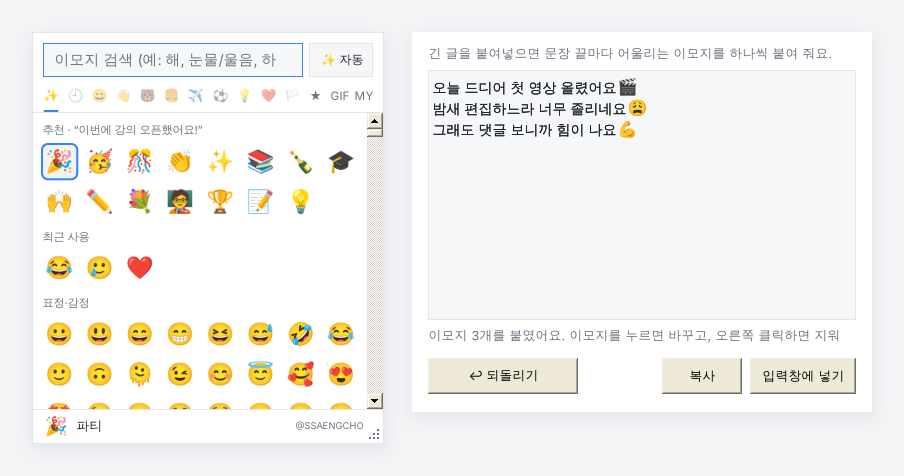 이모지 검색 (예: 해, 눈물/울음, 하
✨ 자동
GIF MY
추천 · “이번에 강의 오픈했어요!”
최근 사용
표정·감정
파티
@SSAENGCHO
긴 글을 붙여넣으면 문장 끝마다 어울리는 이모지를 하나씩 붙여 줘요.
오늘 드디어 첫 영상 올렸어요🎬
밤새 편집하느라 너무 졸리네요😩
그래도 댓글 보니까 힘이 나요💪
이모지 3개를 붙였어요. 이모지를 누르면 바꾸고, 오른쪽 클릭하면 지워
↩ 되돌리기
복사
입력창에 넣기